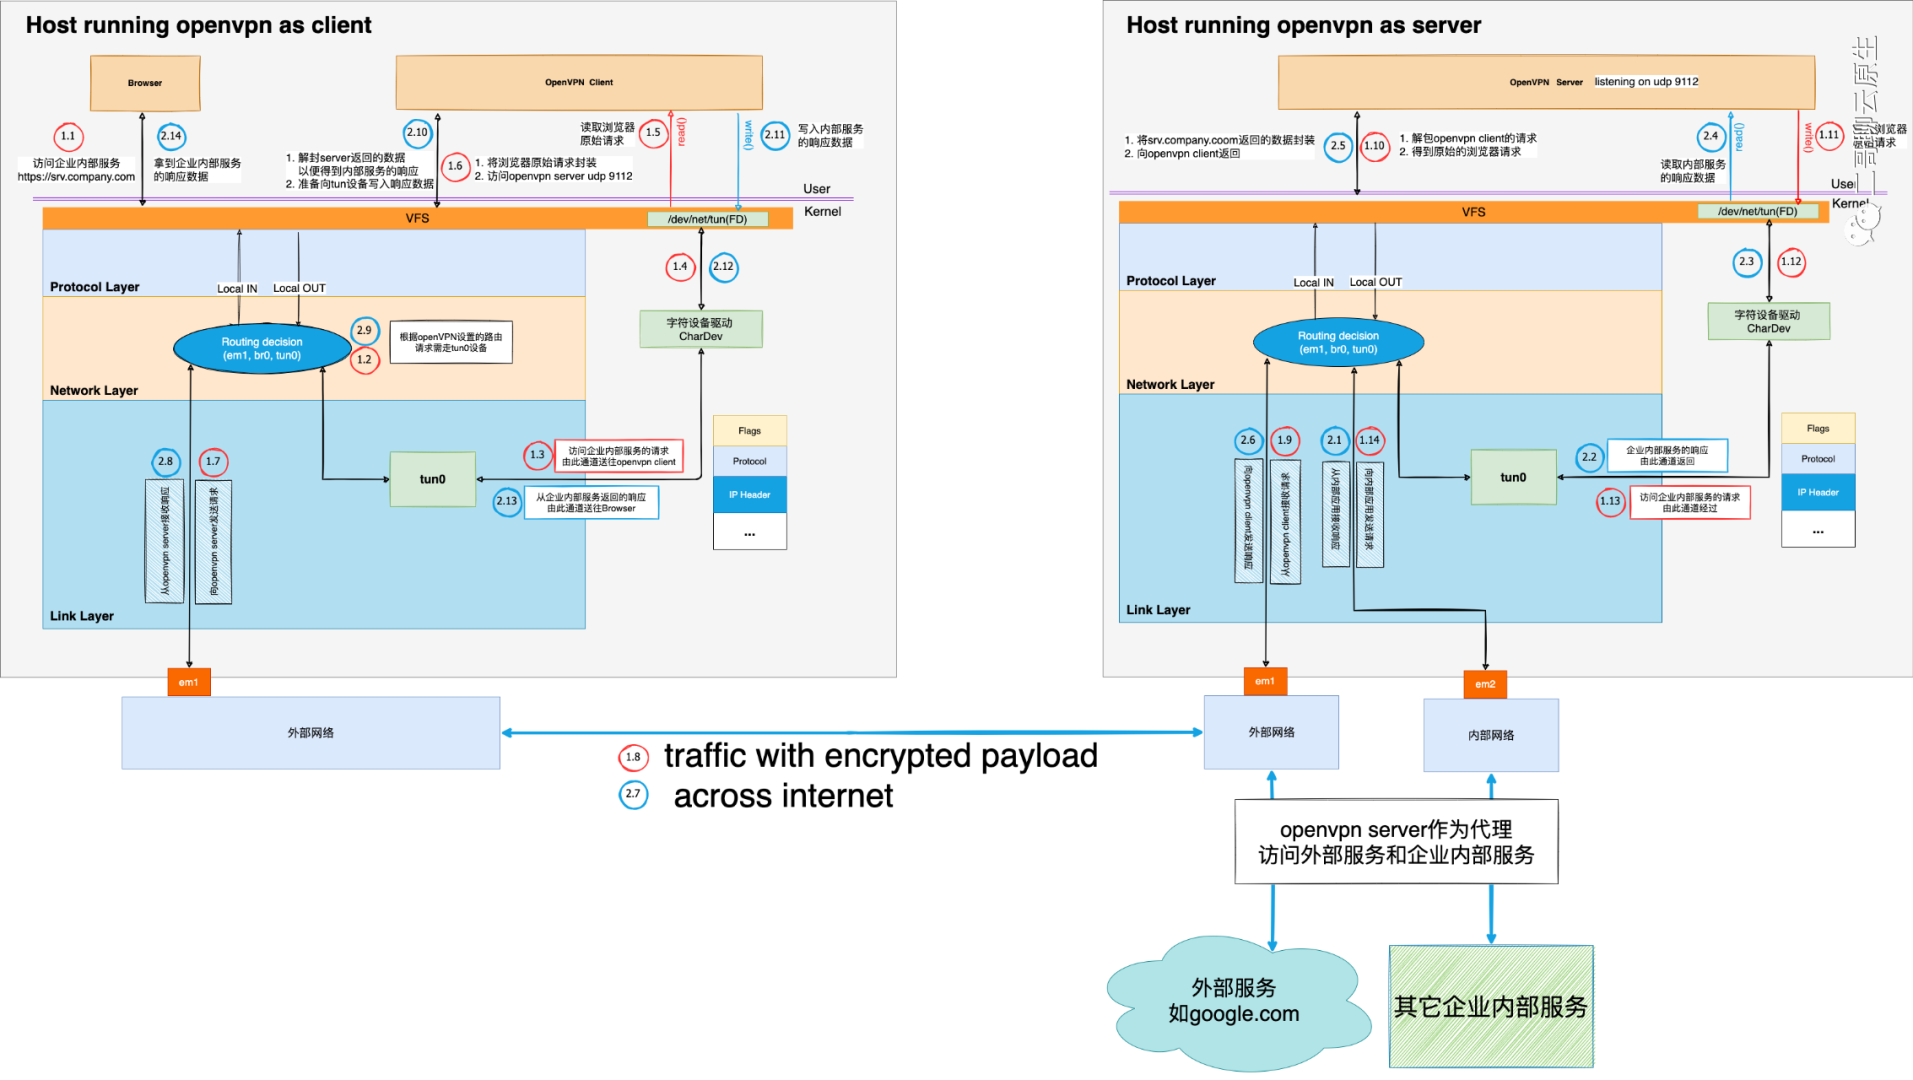 Host running openvpn as client
Browser
OpenVPN Client
1.1
访问企业内部服务
https://srv.company.com
2.14
拿到企业内部服务
的响应数据
2.10
1. 解封server返回的数据
以便得到内部服务的响应
2. 准备向tun设备写入响应数据
1.6
1. 将浏览器原始请求封装
2. 访问openvpn server udp 9112
读取浏览器
原始请求
1.5
read()
write()
2.11
写入内部服务
的响应数据
User
Kernel
VFS
/dev/net/tun(FD)
1.4
2.12
Protocol Layer
Local IN
Local OUT
字符设备驱动
CharDev
Routing decision
(em1, br0, tun0)
2.9
1.2
根据openVPN设置的路由
请求需走tun0设备
Network Layer
2.8
1.7
从openvpn server接收响应
向openvpn server发送请求
tun0
1.3
访问企业内部服务的请求
由此通道送往openvpn client
2.13
从企业内部服务返回的响应
由此通道送往Browser
Flags
Protocol
IP Header
...
Link Layer
em1
外部网络
1.8
traffic with encrypted payload
2.7
across internet
Host running openvpn as server
OpenVPN Server
listening on udp 9112
1. 将srv.company.coom返回的数据封装
2. 向openvpn client返回
2.5
1.10
1. 解包openvpn client的请求
2. 得到原始的浏览器请求
2.4
read()
读取内部服务
的响应数据
write()
1.11
浏览器
请求
User
Kernel
VFS
/dev/net/tun(FD)
2.3
1.12
Protocol Layer
Local IN
Local OUT
字符设备驱动
CharDev
Routing decision
(em1, br0, tun0)
Network Layer
2.6
1.9
2.1
1.14
向openvpn client发送响应
从openvpn client接收请求
从内部应用接收响应
向内部应用发送请求
tun0
2.2
企业内部服务的响应
由此通道返回
1.13
访问企业内部服务的请求
由此通道经过
Flags
Protocol
IP Header
...
Link Layer
em1
em2
外部网络
内部网络
openvpn server作为代理
访问外部服务和企业内部服务
外部服务
如google.com
其它企业内部服务
云原生